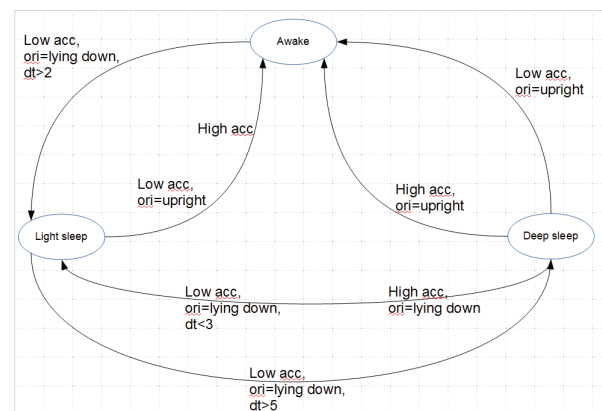 Awake
Low acc,
ori=lying down,
dt>2
Low acc,
ori=upright
High acc
Low acc,
ori=upright
High acc,
ori=upright
Light sleep
Deep sleep
Low acc,
ori=lying down,
dt<3
High acc,
ori=lying down
Low acc,
ori=lying down,
dt>5